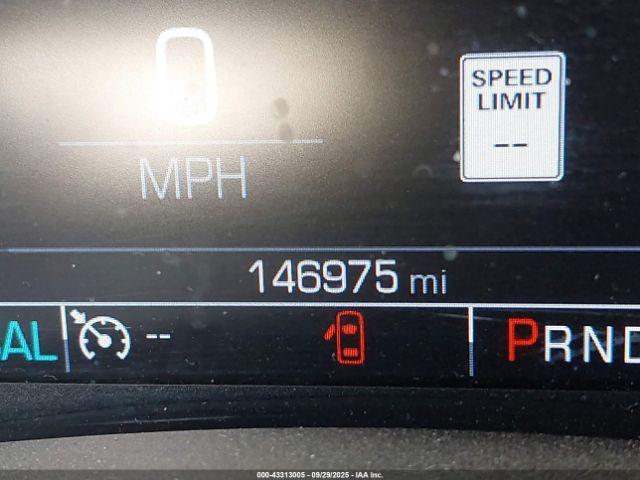 0
MPH
SPEED
LIMIT
--
146975 mi
AL
--
PRND
000-43313005 - 09/29/2025 - IAA Inc.